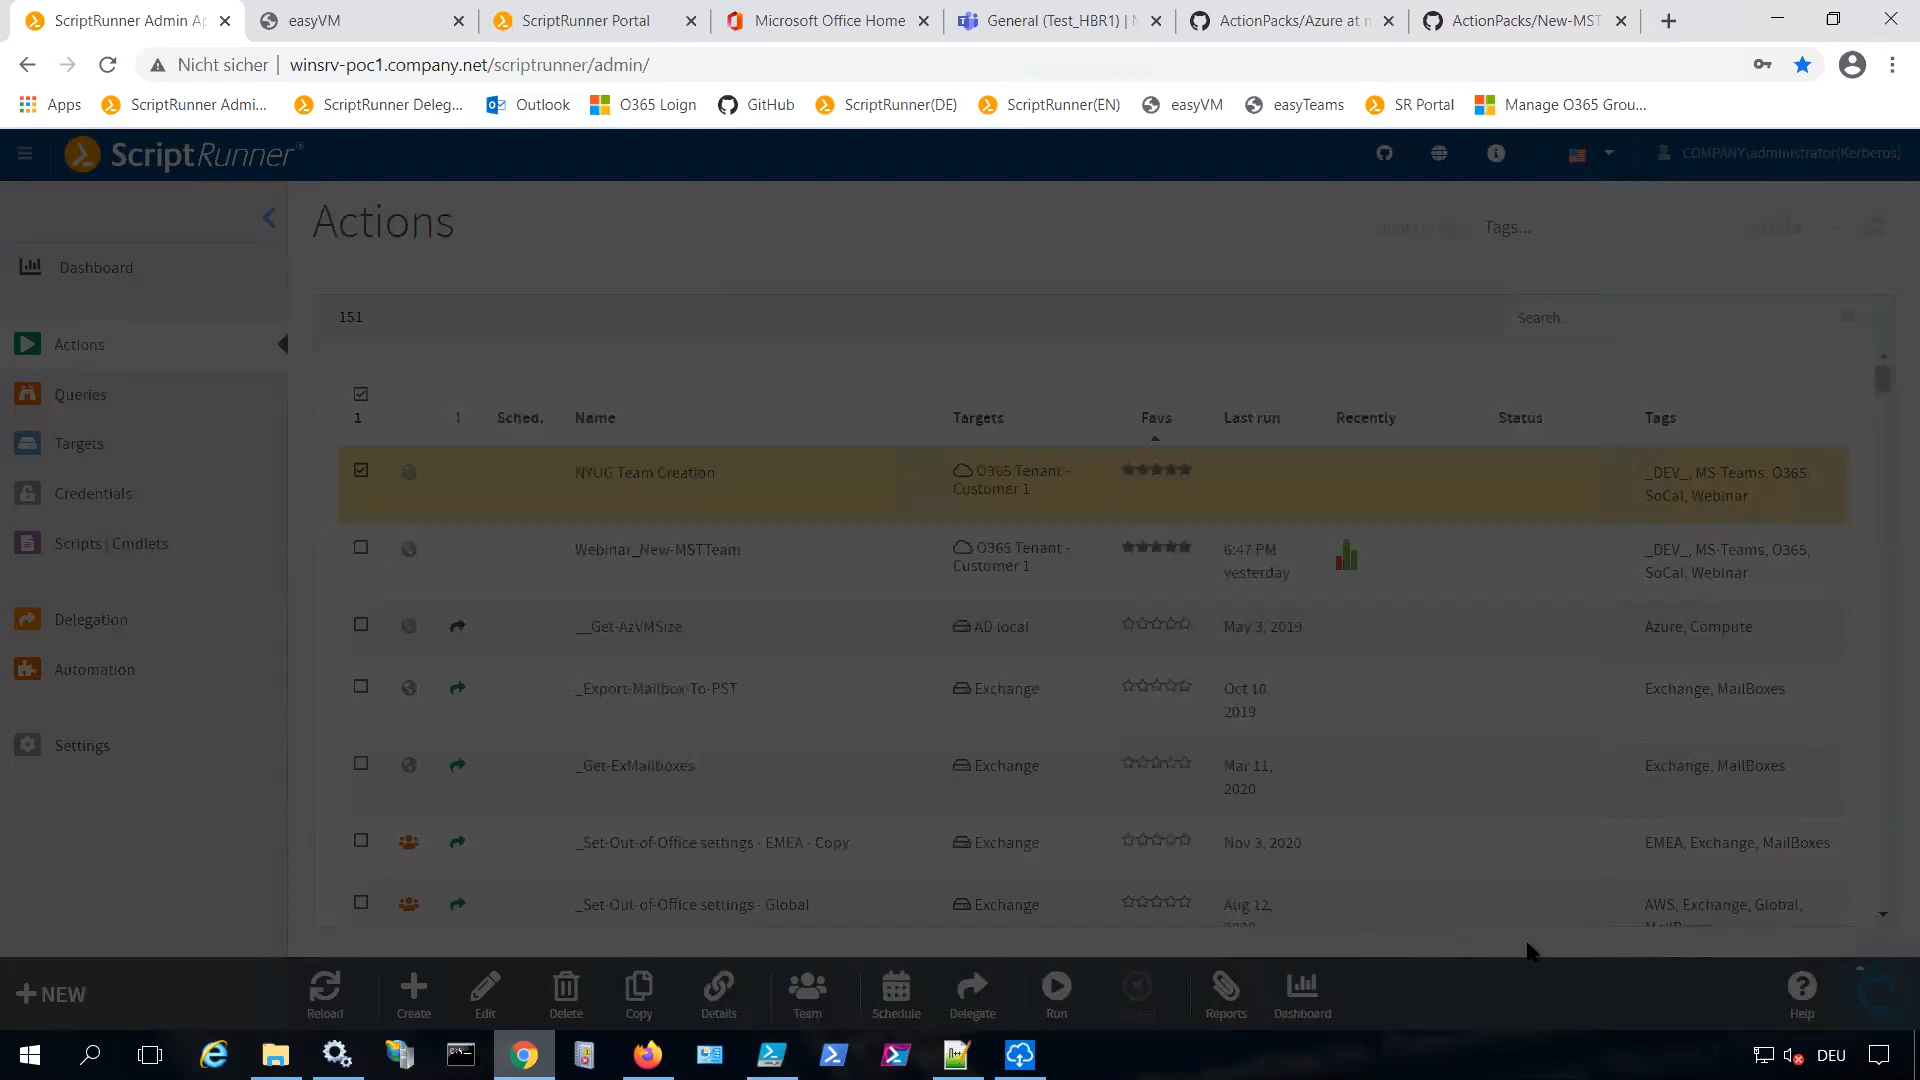 ScriptRunner Admin Ap
easyVM
ScriptRunner Portal
Microsoft Office Home
General (Test_HBR1) |
ActionPacks/Azure at
ActionPacks/New-MST
Nicht sicher
winsrv-poc1.company.net/scriptrunner/admin/
Apps
ScriptRunner Admi...
ScriptRunner Deleg...
Outlook
O365 Loign
GitHub
ScriptRunner(DE)
ScriptRunner(EN)
easyVM
easyTeams
SR Portal
Manage O365 Grou...
ScriptRunner®
COMPANY\administrator(Kerberos)
Actions
Tags...
Dashboard
Actions
Queries
Targets
Credentials
Scripts | Cmdlets
Delegation
Automation
Settings
151
Search..
1 ! Sched. Name Targets Favs Last run Recently Status Tags
NYUG Team Creation O365 Tenant - _DEV_, MS-Teams, O365,
Customer 1 SoCal, Webinar
Webinar_New-MSTTeam O365 Tenant - 6:47 PM _DEV_, MS-Teams, O365,
Customer 1 yesterday SoCal, Webinar
__Get-AzVMSize AD local May 3, 2019 Azure, Compute
_Export-Mailbox-To-PST Exchange Oct 10, Exchange, MailBoxes
2019
_Get-ExMailboxes Exchange Mar 11, Exchange, MailBoxes
2020
_Set-Out-of-Office settings - EMEA - Copy Exchange Nov 3, 2020 EMEA, Exchange, MailBoxes
_Set-Out-of-Office settings - Global Exchange Aug 12, AWS, Exchange, Global,
NEW
Reload
Create
Edit
Delete
Copy
Details
Team
Schedule
Delegate
Run
Reports
Dashboard
Help
DEU